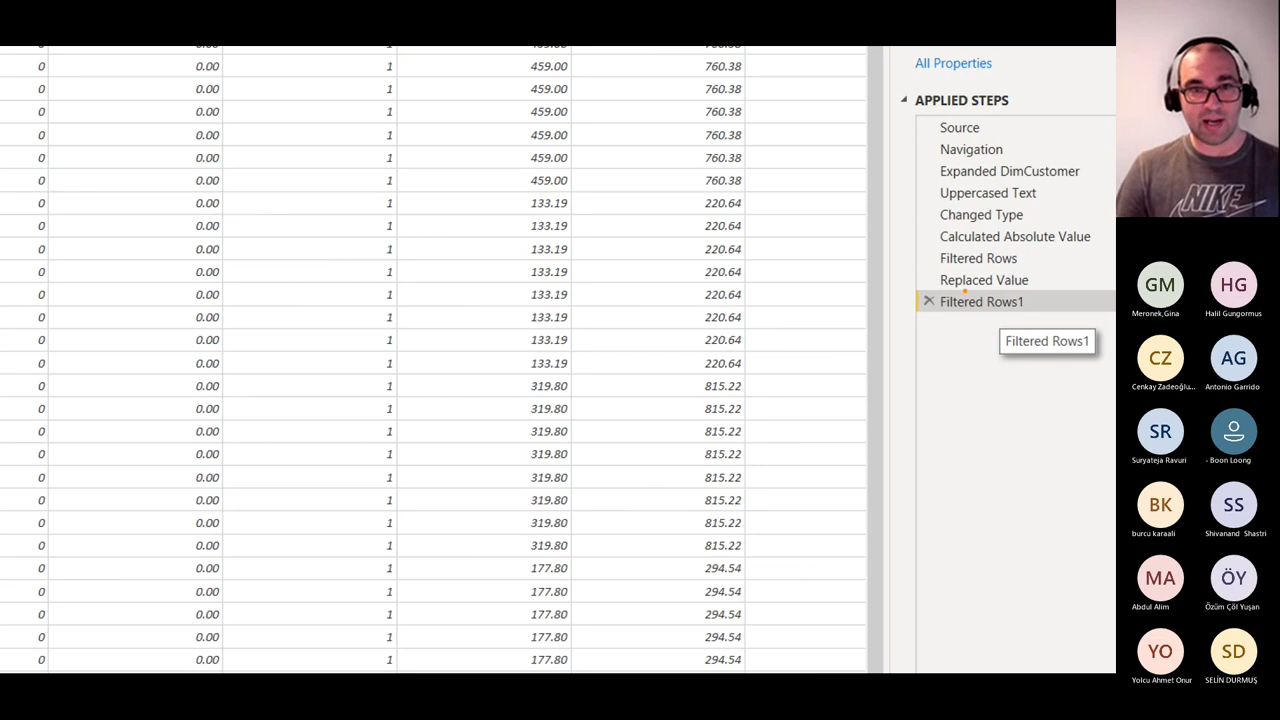 All Properties
APPLIED STEPS
Source
Navigation
Expanded DimCustomer
Uppercased Text
Changed Type
Calculated Absolute Value
Filtered Rows
Replaced Value
Filtered Rows1
Filtered Rows1
0 0.00 1 459.00 760.38
0 0.00 1 459.00 760.38
0 0.00 1 459.00 760.38
0 0.00 1 459.00 760.38
0 0.00 1 459.00 760.38
0 0.00 1 459.00 760.38
0 0.00 1 133.19 220.64
0 0.00 1 133.19 220.64
0 0.00 1 133.19 220.64
0 0.00 1 133.19 220.64
0 0.00 1 133.19 220.64
0 0.00 1 133.19 220.64
0 0.00 1 133.19 220.64
0 0.00 1 133.19 220.64
0 0.00 1 319.80 815.22
0 0.00 1 319.80 815.22
0 0.00 1 319.80 815.22
0 0.00 1 319.80 815.22
0 0.00 1 319.80 815.22
0 0.00 1 319.80 815.22
0 0.00 1 319.80 815.22
0 0.00 1 319.80 815.22
0 0.00 1 177.80 294.54
0 0.00 1 177.80 294.54
0 0.00 1 177.80 294.54
0 0.00 1 177.80 294.54
0 0.00 1 177.80 294.54
NIKE
GM HG
Meronek,Gina Halil Gungormus
CZ AG
Cenkay Zadeoğlu... Antonio Garrido
SR
Suryateja Ravuri - Boon Loong
BK SS
burcu karaali Shivanand Shastri
MA ÖY
Abdul Alim Özüm Çöl Yuşan
YO SD
Yolcu Ahmet Onur SELİN DURMUŞ